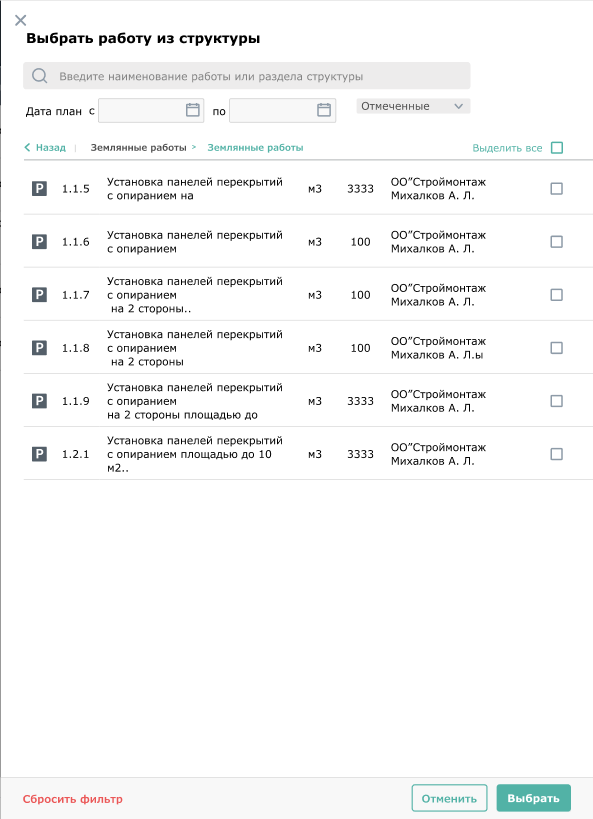 Выбрать работу из структуры
Введите наименование работы или раздела структуры
Дата план с по Отмеченные
Назад | Землянные работы > Землянные работы Выделить все
Р 1.1.5 Установка панелей перекрытий м3 3333 ОО”Строймонтаж
с опиранием на Михалков А. Л.
Р 1.1.6 Установка панелей перекрытий м3 100 ОО”Строймонтаж
с опиранием Михалков А. Л.
Р 1.1.7 Установка панелей перекрытий м3 100 ОО”Строймонтаж
с опиранием Михалков А. Л.
на 2 стороны..
Р 1.1.8 Установка панелей перекрытий м3 100 ОО”Строймонтаж
с опиранием Михалков А. Л.ы
на 2 стороны
Р 1.1.9 Установка панелей перекрытий м3 3333 ОО”Строймонтаж
с опиранием Михалков А. Л.
на 2 стороны площадью до
Р 1.2.1 Установка панелей перекрытий м3 3333 ОО”Строймонтаж
с опиранием площадью до 10 Михалков А. Л.
м2..
Сбросить фильтр Отменить Выбрать